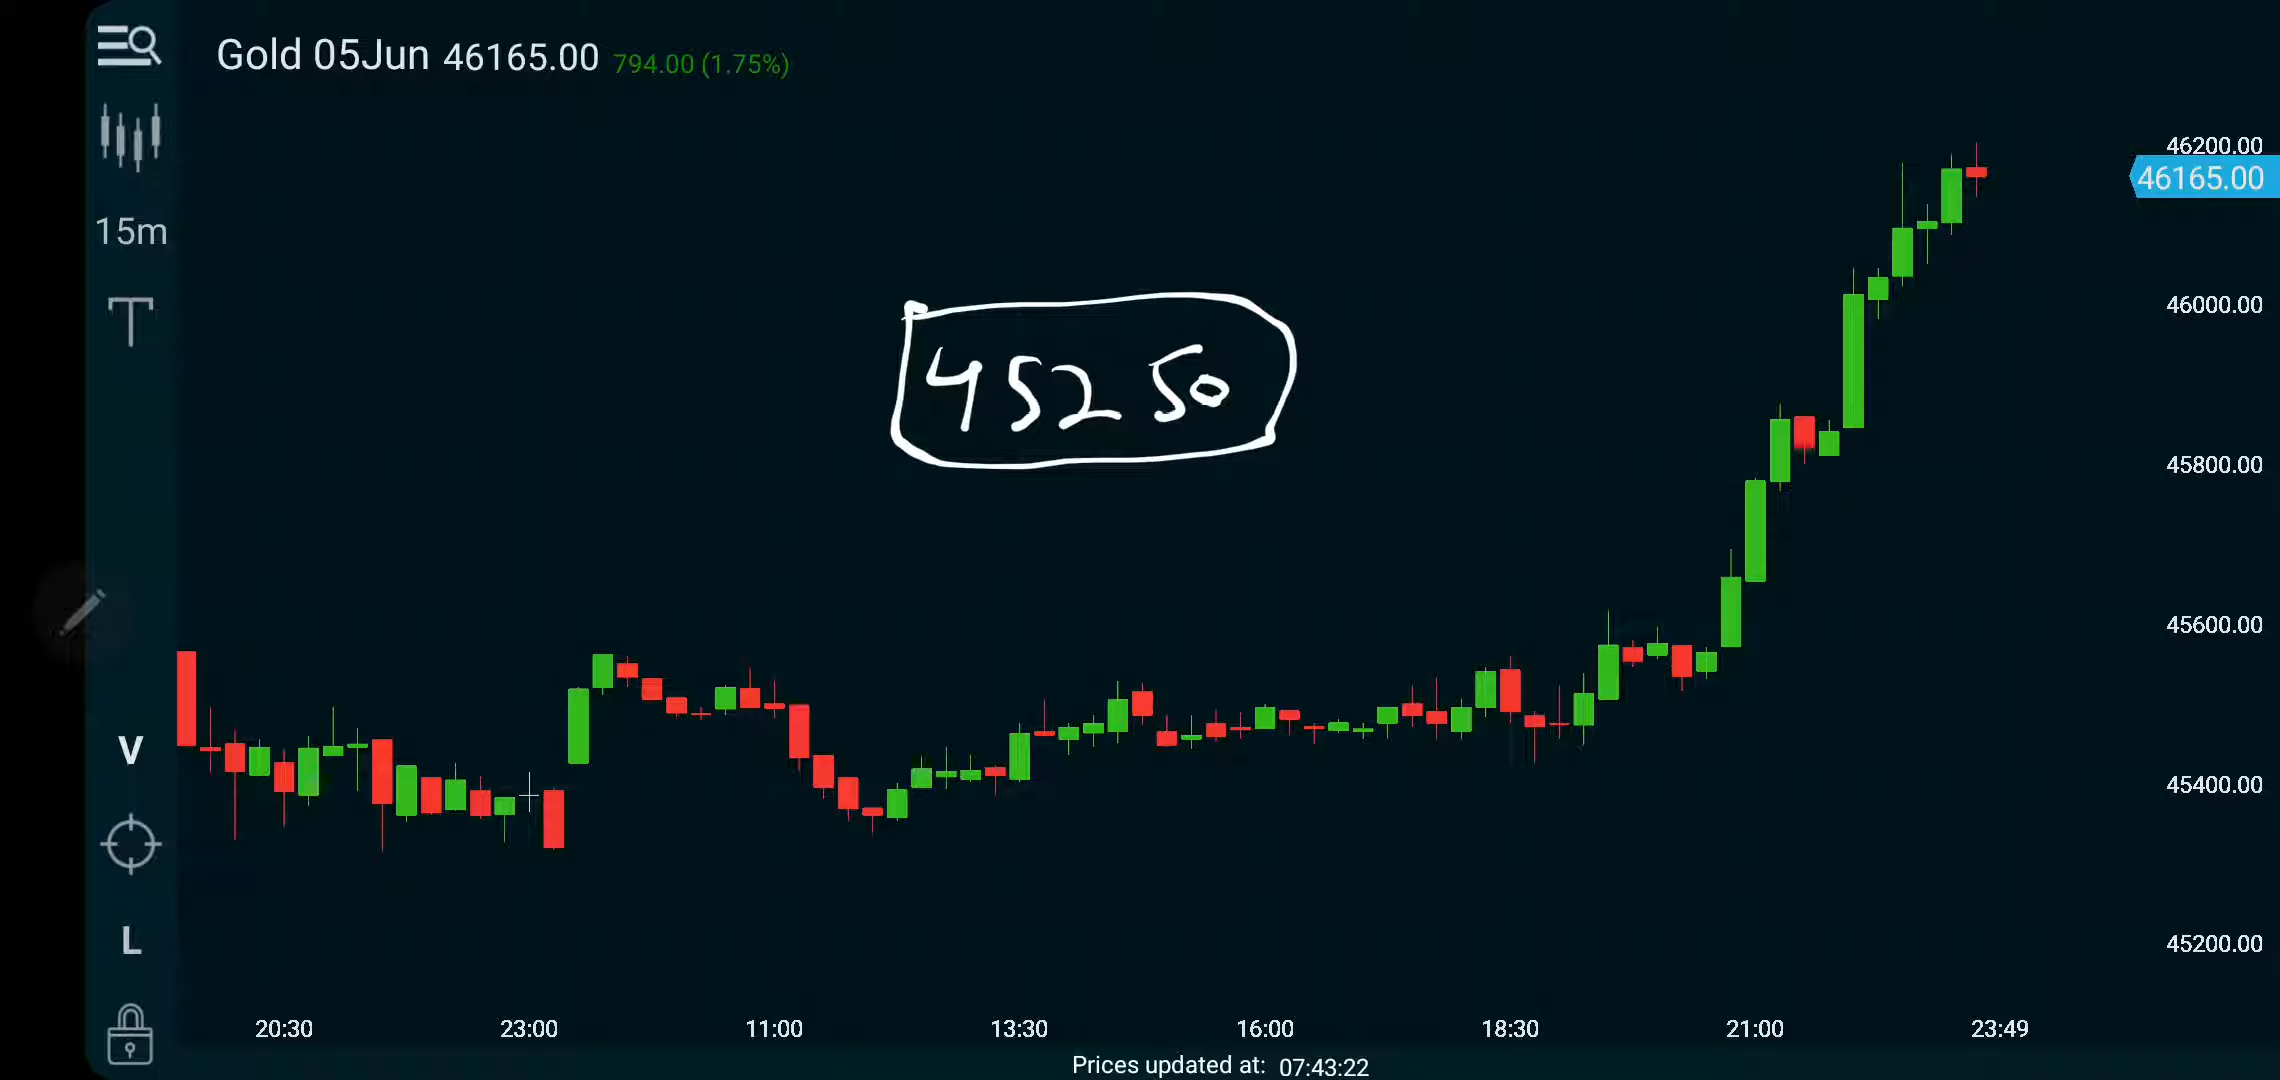 Gold 05Jun 46165.00 794.00 (1.75%)
46200.00
46165.00
15m
46000.00
45250
45800.00
45600.00
V
45400.00
L
45200.00
20:30 23:00 11:00 13:30 16:00 18:30 21:00 23:49
Prices updated at: 07:43:22